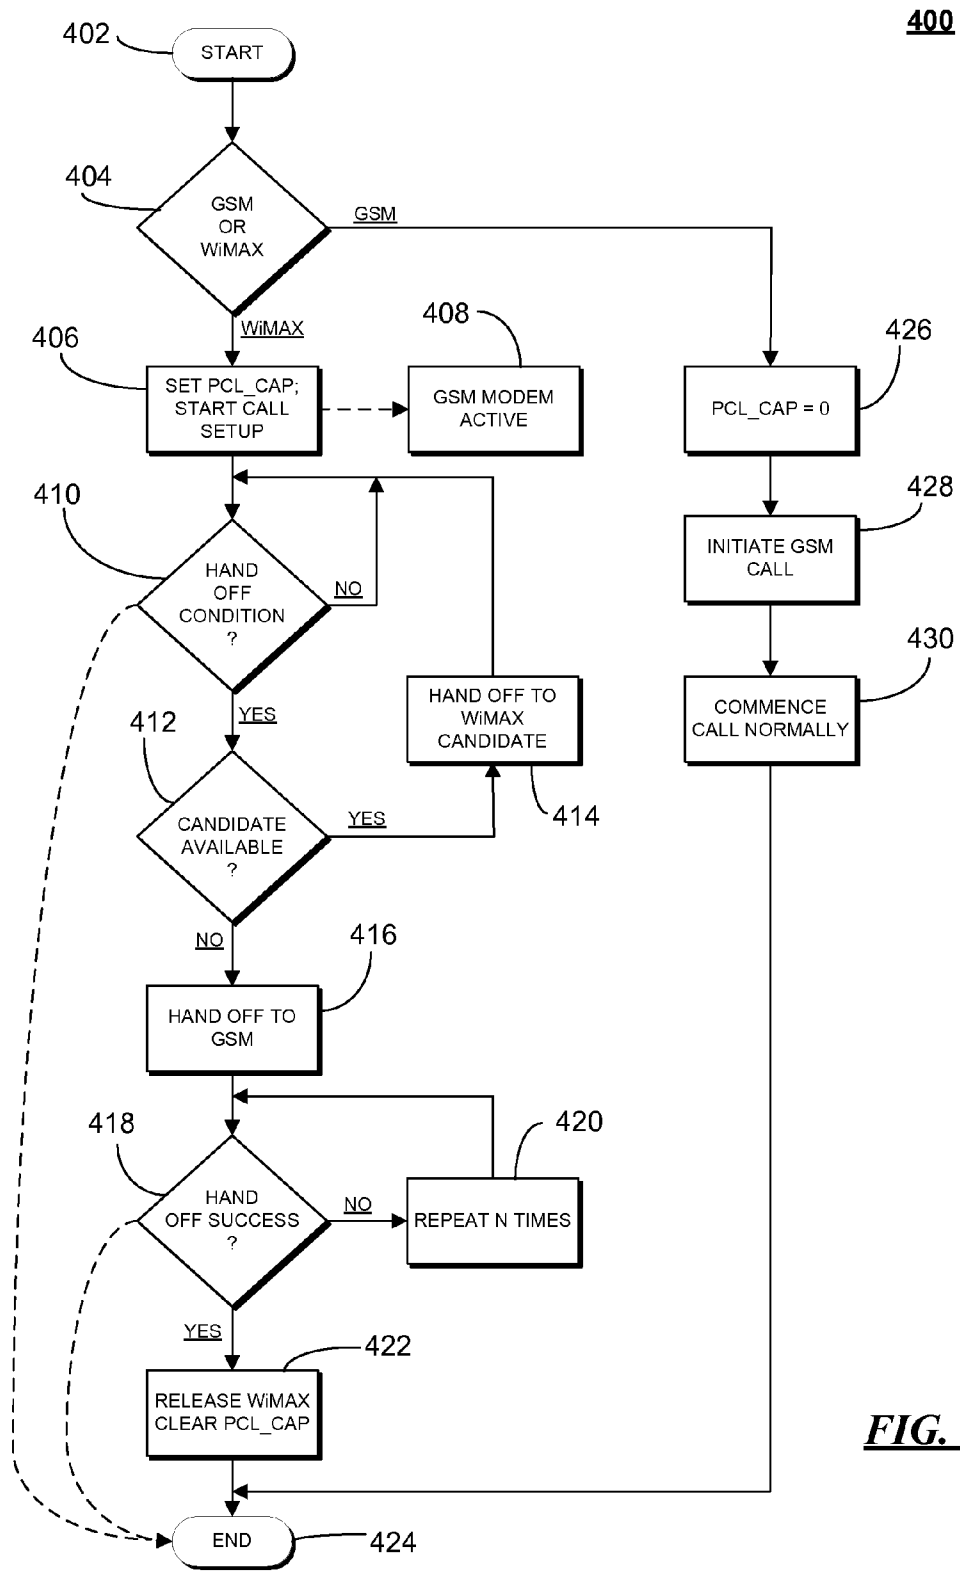 400
402
START
404
GSM
OR
WiMAX
GSM
WiMAX
406
SET PCL_CAP;
START CALL
SETUP
408
GSM MODEM
ACTIVE
426
PCL_CAP = 0
410
HAND
OFF
CONDITION
?
NO
YES
428
INITIATE GSM
CALL
412
CANDIDATE
AVAILABLE
?
YES
NO
HAND OFF TO
WiMAX
CANDIDATE
414
430
COMMENCE
CALL NORMALLY
416
HAND OFF TO
GSM
418
HAND
OFF SUCCESS
?
NO
YES
420
REPEAT N TIMES
422
RELEASE WiMAX
CLEAR PCL_CAP
FIG.
END
424